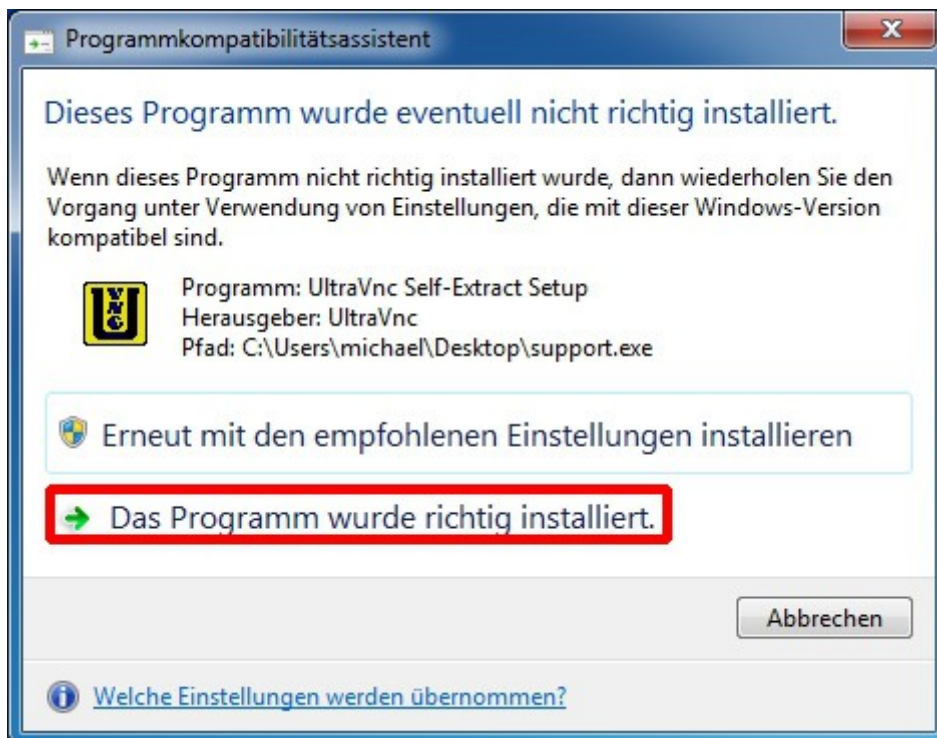 Programmkompatibilitätsassistent
Dieses Programm wurde eventuell nicht richtig installiert.
Wenn dieses Programm nicht richtig installiert wurde, dann wiederholen Sie den
Vorgang unter Verwendung von Einstellungen, die mit dieser Windows-Version
kompatibel sind.
U VNC
Programm: UltraVnc Self-Extract Setup
Herausgeber: UltraVnc
Pfad: C:\Users\michael\Desktop\support.exe
Erneut mit den empfohlenen Einstellungen installieren
Das Programm wurde richtig installiert.
Abbrechen
Welche Einstellungen werden übernommen?